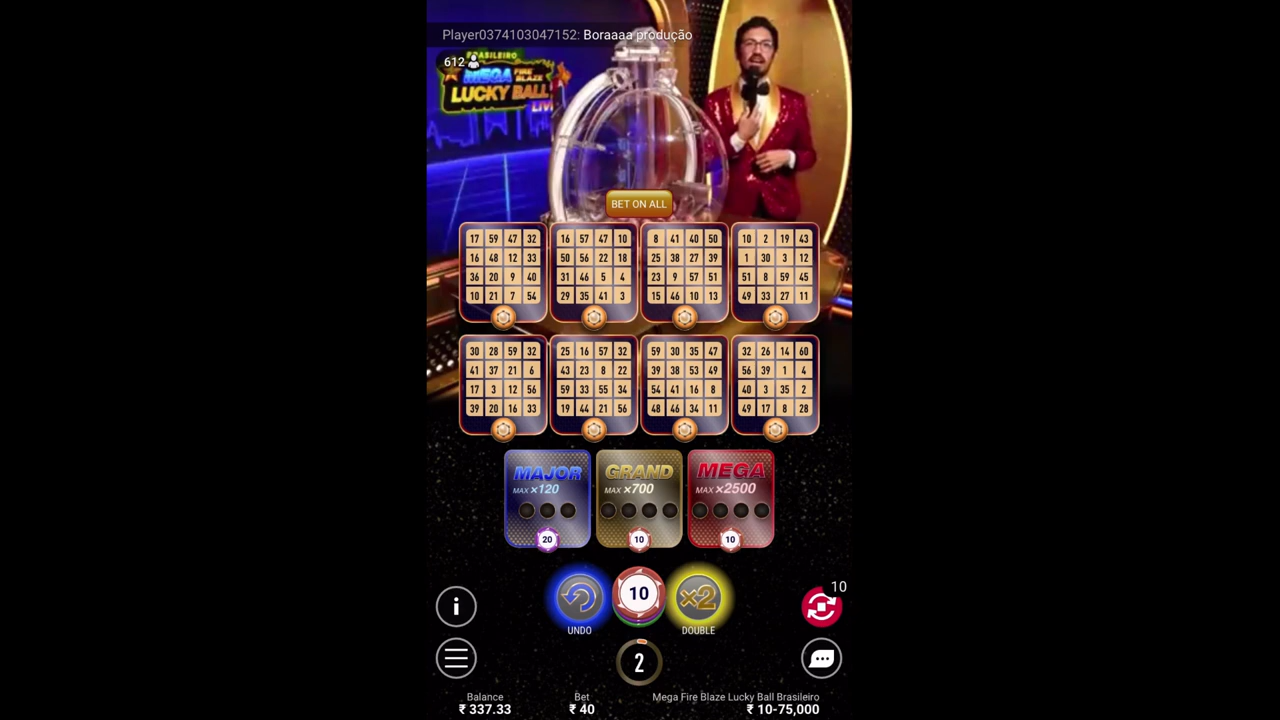 Player0374103047152: Boraaaa produção
612
BRASILEIRO
MEGA FIRE BLAZE
LUCKY BALL
LIVE
BET ON ALL
17 59 47 32
16 48 12 33
36 20 9 40
10 21 7 54
16 57 47 10
50 56 22 18
31 46 5 4
29 35 41 3
8 41 40 50
25 38 27 39
23 9 57 51
15 46 10 13
10 2 19 43
1 30 3 12
51 8 59 45
49 33 27 11
30 28 59 32
41 37 21 6
17 3 12 56
39 20 16 33
25 16 57 32
43 23 8 22
59 33 55 34
19 44 21 56
59 30 35 47
39 38 53 49
54 41 16 8
48 46 34 11
32 26 14 60
56 39 1 4
40 3 35 2
49 17 8 28
MAJOR
MAX ×120
20
GRAND
MAX ×700
10
MEGA
MAX ×2500
10
10
×2
10
UNDO
DOUBLE
2
Balance
₹ 337.33
Bet
₹ 40
Mega Fire Blaze Lucky Ball Brasileiro
₹ 10-75,000